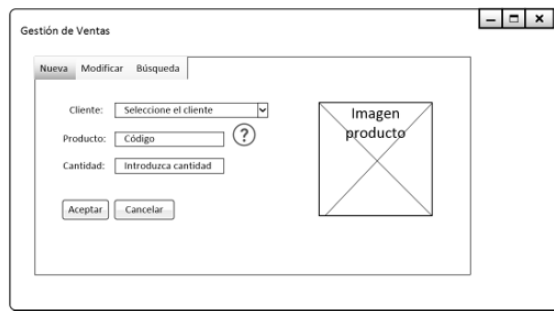 Gestión de Ventas
Nueva Modificar Búsqueda
Cliente: Seleccione el cliente
Producto: Código ?
Cantidad: Introduzca cantidad
Aceptar Cancelar
Imagen
producto